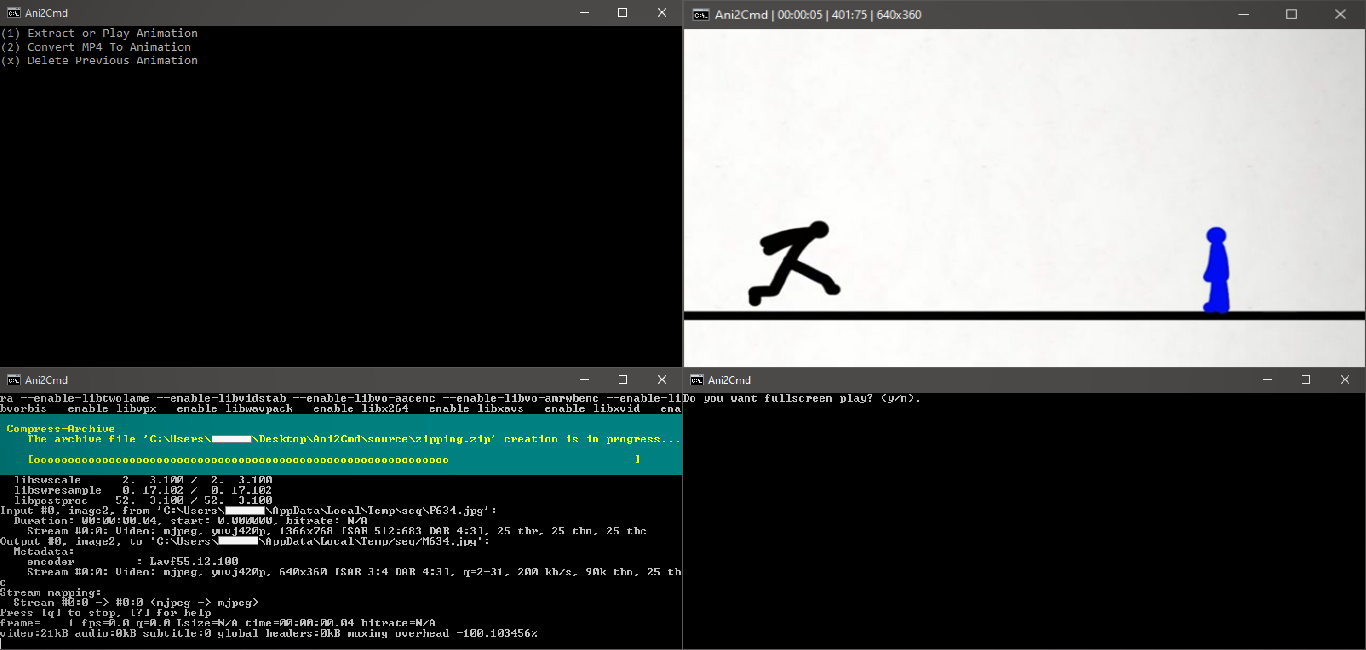 Ani2Cmd
(1) Extract or Play Animation
(2) Convert MP4 To Animation
(x) Delete Previous Animation
Ani2Cmd | 00:00:05 | 401:75 | 640x360
Ani2Cmd
ra --enable-libtwolame --enable-libvidstab --enable-libvo-aacenc --enable-libvo-amrwbenc --enable-li
bvorbis enable libvpx enable libwavpack enable libx264 enable libxavs enable libxvid ena
Compress-Archive
The archive file 'C:\Users\ \Desktop\Ani2Cmd\source\zipping.zip' creation is in progress...
[oooooooooooooooooooooooooooooooooooooooooooooooooooooooooooooo ]
libswscale 2. 3.100 / 2. 3.100
libswresample 0. 17.102 / 0. 17.102
libpostproc 52. 3.100 / 52. 3.100
Input #0, image2, from 'C:\Users\ \AppData\Local\Temp\seq\P634.jpg':
Duration: 00:00:00.04, start: 0.000000, bitrate: N/A
Stream #0:0: Video: mjpeg, yuvj420p, 1366x768 [SAR 512:683 DAR 4:3], 25 tbr, 25 tbn, 25 tbc
Output #0, image2, to 'C:\Users\ \AppData\Local\Temp/seq/M634.jpg':
Metadata:
encoder : Lavf55.12.100
Stream #0:0: Video: mjpeg, yuvj420p, 640x360 [SAR 3:4 DAR 4:3], q=2-31, 200 kb/s, 90k tbn, 25 tb
c
Stream mapping:
Stream #0:0 -> #0:0 (mjpeg -> mjpeg)
Press [q] to stop, [?] for help
frame= 1 fps=0.0 q=0.0 Lsize=N/A time=00:00:00.04 bitrate=N/A
video:21kB audio:0kB subtitle:0 global headers:0kB muxing overhead -100.103456%
Ani2Cmd
Do you want fullscreen play? (y/n).